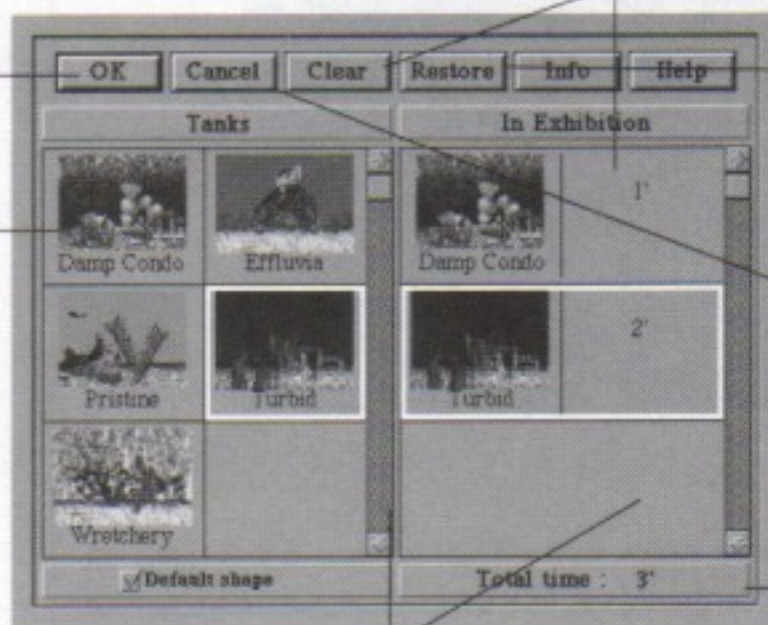 OK Cancel Clear Restore Info Help
Tanks In Exhibition
Damp Condo Effluvia Damp Condo 1'
Pristine Turbid Turbid 2'
Wretchery
Default shape Total time : 3'